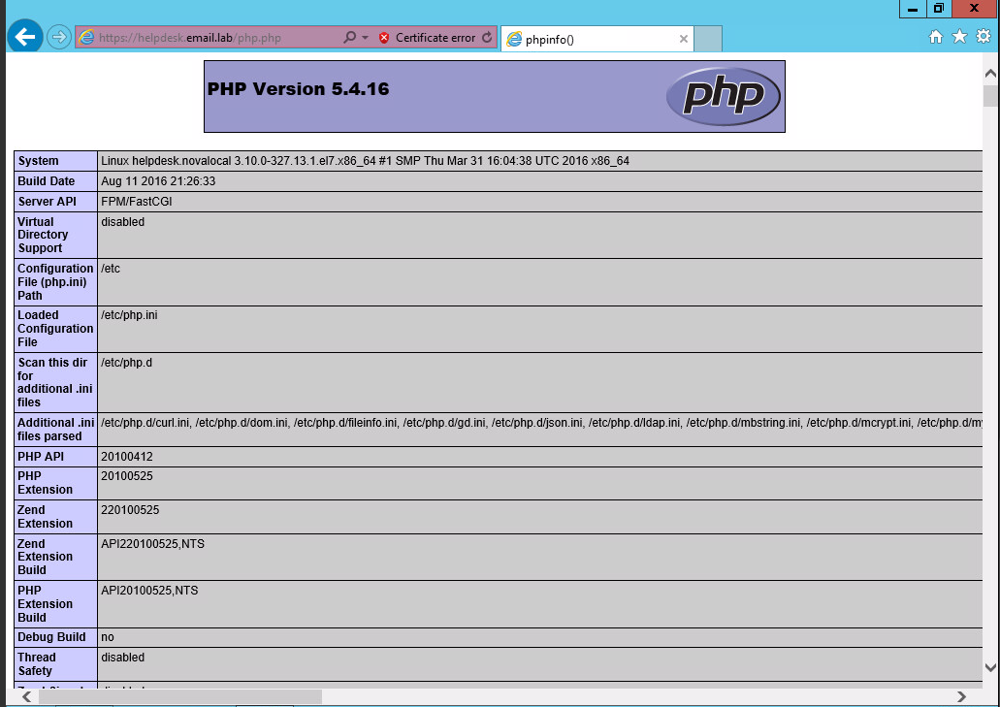 https://helpdesk.email.lab/php.php
Certificate error
phpinfo()
PHP Version 5.4.16
php
System Linux helpdesk.novalocal 3.10.0-327.13.1.el7.x86_64 #1 SMP Thu Mar 31 16:04:38 UTC 2016 x86_64
Build Date Aug 11 2016 21:26:33
Server API FPM/FastCGI
Virtual disabled
Directory
Support
Configuration /etc
File (php.ini)
Path
Loaded /etc/php.ini
Configuration
File
Scan this dir /etc/php.d
for
additional .ini
files
Additional .ini /etc/php.d/curl.ini, /etc/php.d/dom.ini, /etc/php.d/fileinfo.ini, /etc/php.d/gd.ini, /etc/php.d/json.ini, /etc/php.d/ldap.ini, /etc/php.d/mbstring.ini, /etc/php.d/mcrypt.ini, /etc/php.d/my
files parsed
PHP API 20100412
PHP 20100525
Extension
Zend 220100525
Extension
Zend API220100525,NTS
Extension
Build
PHP API20100525,NTS
Extension
Build
Debug Build no
Thread disabled
Safety